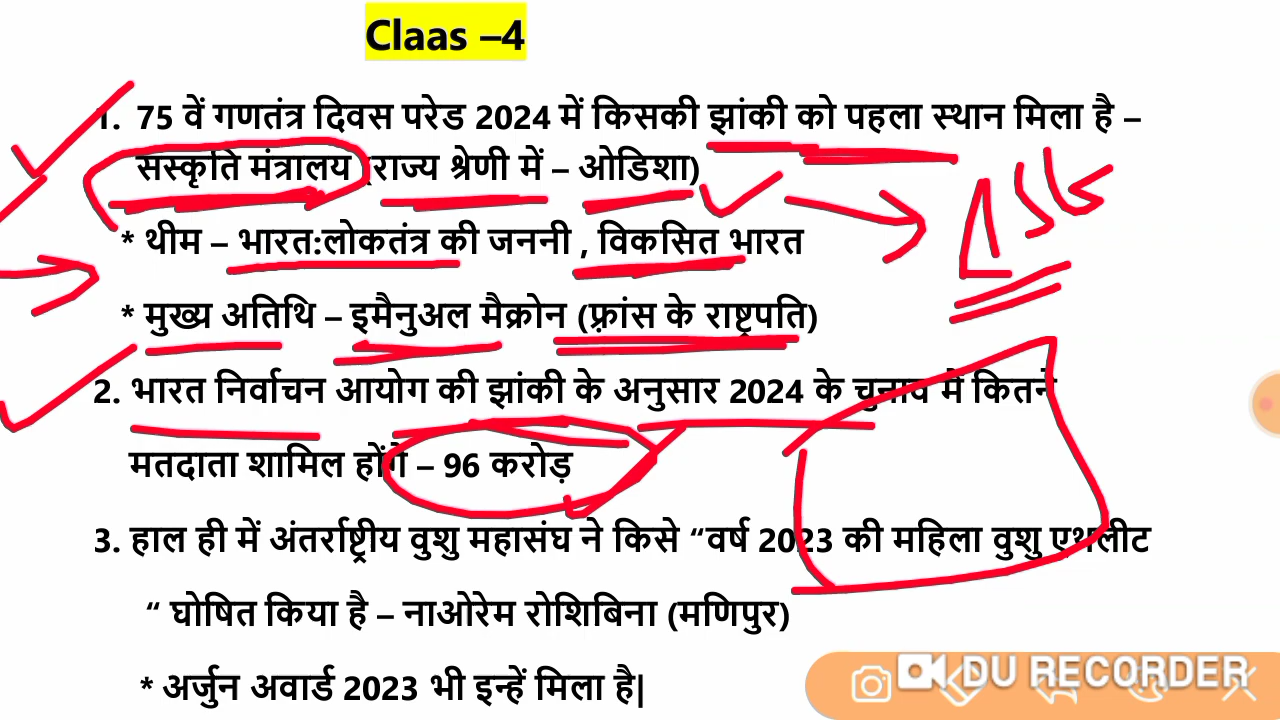 Claas –4
1. 75 वें गणतंत्र दिवस परेड 2024 में किसकी झांकी को पहला स्थान मिला है –
सस्कृति मंत्रालय (राज्य श्रेणी में – ओडिशा)
* थीम – भारत:लोकतंत्र की जननी , विकसित भारत
* मुख्य अतिथि – इमैनुअल मैक्रोन (फ़्रांस के राष्ट्रपति)
2. भारत निर्वाचन आयोग की झांकी के अनुसार 2024 के चुनाव में कितने
मतदाता शामिल होंगे – 96 करोड़
3. हाल ही में अंतर्राष्ट्रीय वुशु महासंघ ने किसे “वर्ष 2023 की महिला वुशु एथलीट
“ घोषित किया है – नाओरेम रोशिबिना (मणिपुर)
* अर्जुन अवार्ड 2023 भी इन्हें मिला है|
DU RECORDER